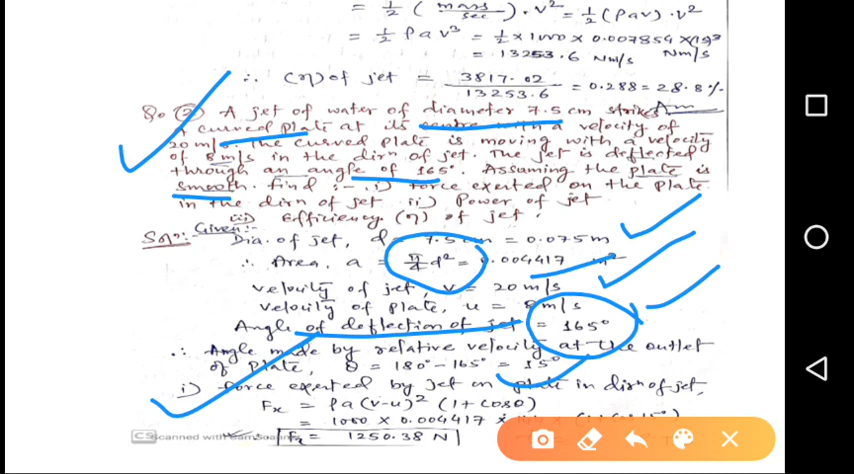 = 1/2 (mass/sec) . V² = 1/2 (ρav) . V²
= 1/2 ρav³ = 1/2 × 1000 × 0.007854 ×
= 13253.6 Nm/s Nm/s
∴ (η) of jet = 3817.02/13253.6 = 0.288 = 28.8 %
Q. ② A jet of water of diameter 7.5 cm strikes Am
curved plate at its centre with a velocity of
20 m/s. The curved plate is moving with a velocity
of 8 m/s in the dirn of jet. The jet is deflected
through an angle of 165°. Assuming the plate is
smooth. find :- i) force exerted on the plate
in the dirn of jet ii) Power of jet
iii) Efficiency (η) of jet.
Solⁿ:- Given:-
Dia. of jet, d = 7.5 cm = 0.075 m
∴ Area, a = π/4 d² = 0.004417 m²
velocity of jet, v = 20 m/s
velocity of plate, u = 8 m/s
Angle of deflection of jet = 165°
∴ Angle made by relative velocity at the outlet
of plate, θ = 180° - 165° = 15°
i) force exerted by jet on plate in dirn of jet,
Fx = ρa (v-u)² (1 + cosθ)
= 1000 × 0.004417 ×
Fx = 1250.38 N
CS Scanned with CamScanner